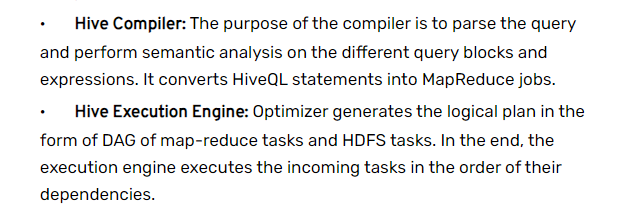 • Hive Compiler: The purpose of the compiler is to parse the query
and perform semantic analysis on the different query blocks and
expressions. It converts HiveQL statements into MapReduce jobs.
• Hive Execution Engine: Optimizer generates the logical plan in the
form of DAG of map-reduce tasks and HDFS tasks. In the end, the
execution engine executes the incoming tasks in the order of their
dependencies.